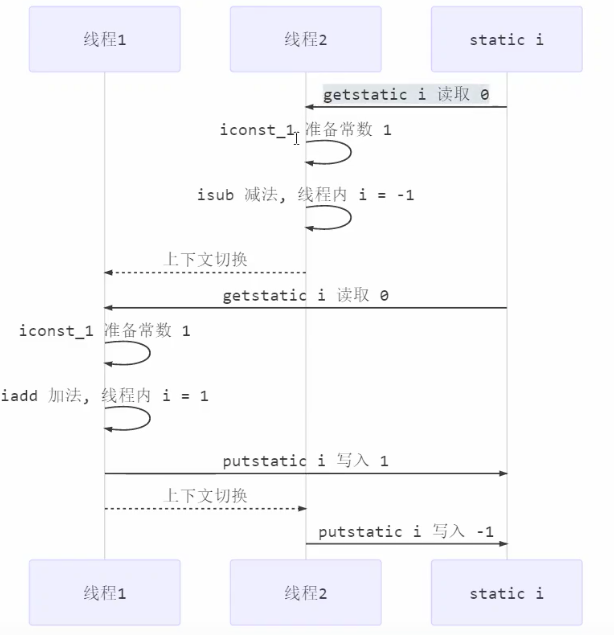 线程1
线程2
static i
getstatic i 读取 0
iconst_1 准备常数 1
isub 减法, 线程内 i = -1
上下文切换
getstatic i 读取 0
iconst_1 准备常数 1
iadd 加法, 线程内 i = 1
putstatic i 写入 1
上下文切换
putstatic i 写入 -1
线程1
线程2
static i